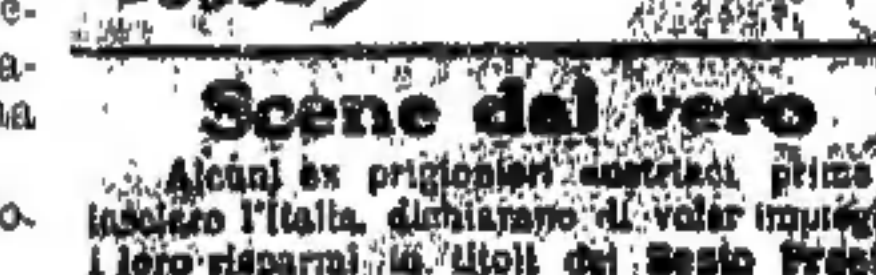 Scene dal vero
Alcuni ex prigionieri austriaci prima
lasciare l'Italia, dichiarano di voler
i loro risparmi in titoli del Sesto